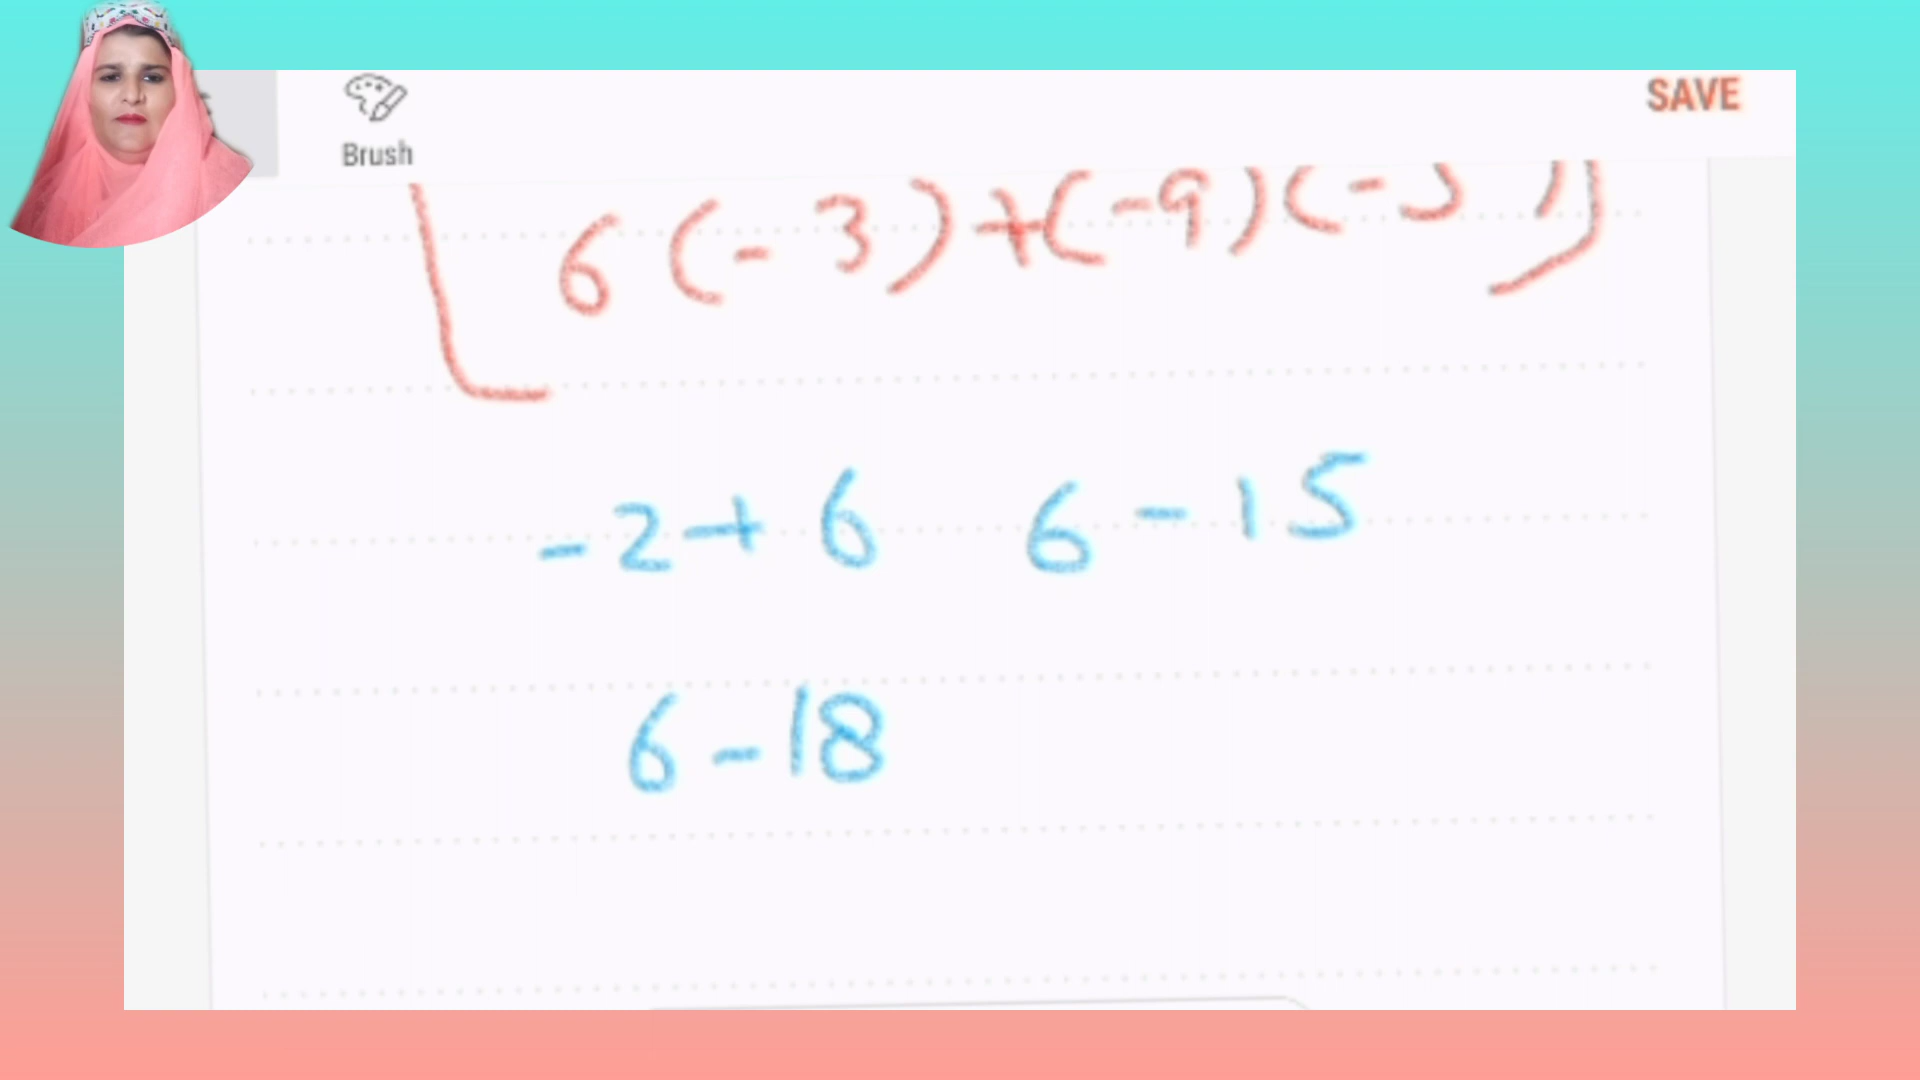 SAVE
Brush
6 (- 3) + (-9) (-
-2 + 6 6 - 15
6 - 18